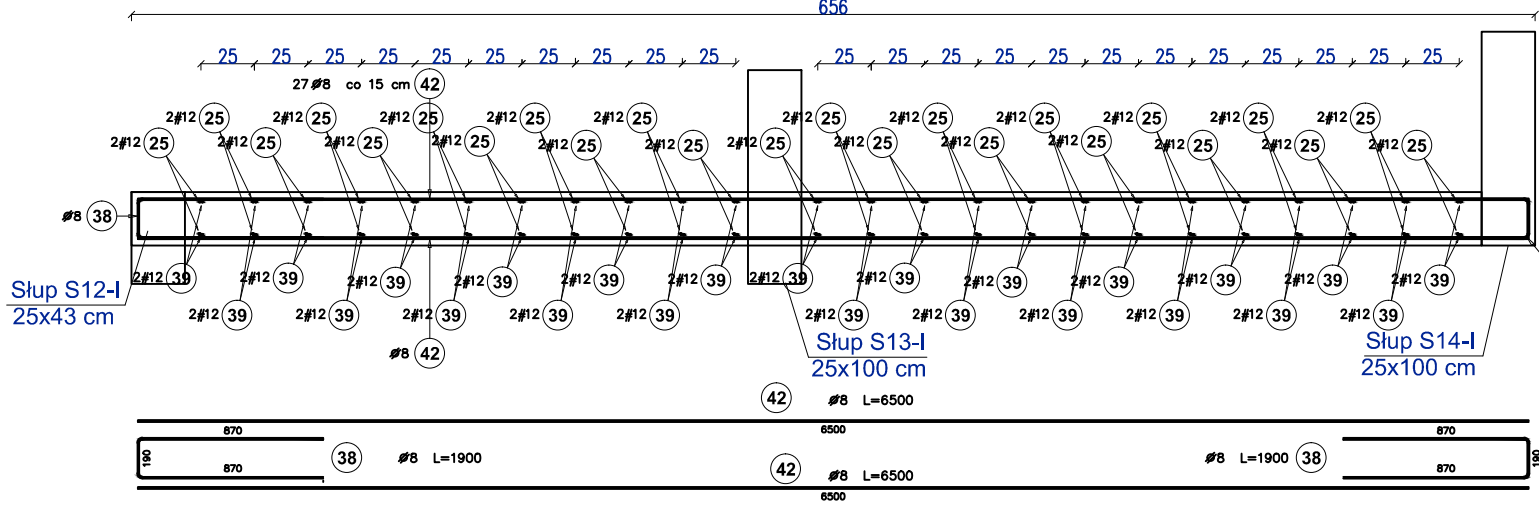 656
25 25 25 25 25 25 25 25 25 25 25 25 25 25 25 25 25 25 25 25 25 25
27 ø8 co 15 cm 42
2#12 25 2#12 25 2#12 25 2#12 25 2#12 25 2#12 25 2#12 25 2#12 25 2#12 25 2#12 25 2#12 25
2#12 25 2#12 25 2#12 25 2#12 25 2#12 25 2#12 25 2#12 25 2#12 25 2#12 25 2#12 25 2#12 25 2#12 25 2#12 25
ø8 38
2#12 39 2#12 39 2#12 39 2#12 39 2#12 39 2#12 39 2#12 39 2#12 39 2#12 39 2#12 39 2#12 39 2#12 39 2#12 39
2#12 39 2#12 39 2#12 39 2#12 39 2#12 39 2#12 39 2#12 39 2#12 39 2#12 39 2#12 39 2#12 39
Słup S12-I
25x43 cm
ø8 42
Słup S13-I
25x100 cm
Słup S14-I
25x100 cm
42 ø8 L=6500
870 6500 870
190 38 ø8 L=1900 ø8 L=1900 38 190
870 870
42 ø8 L=6500
6500